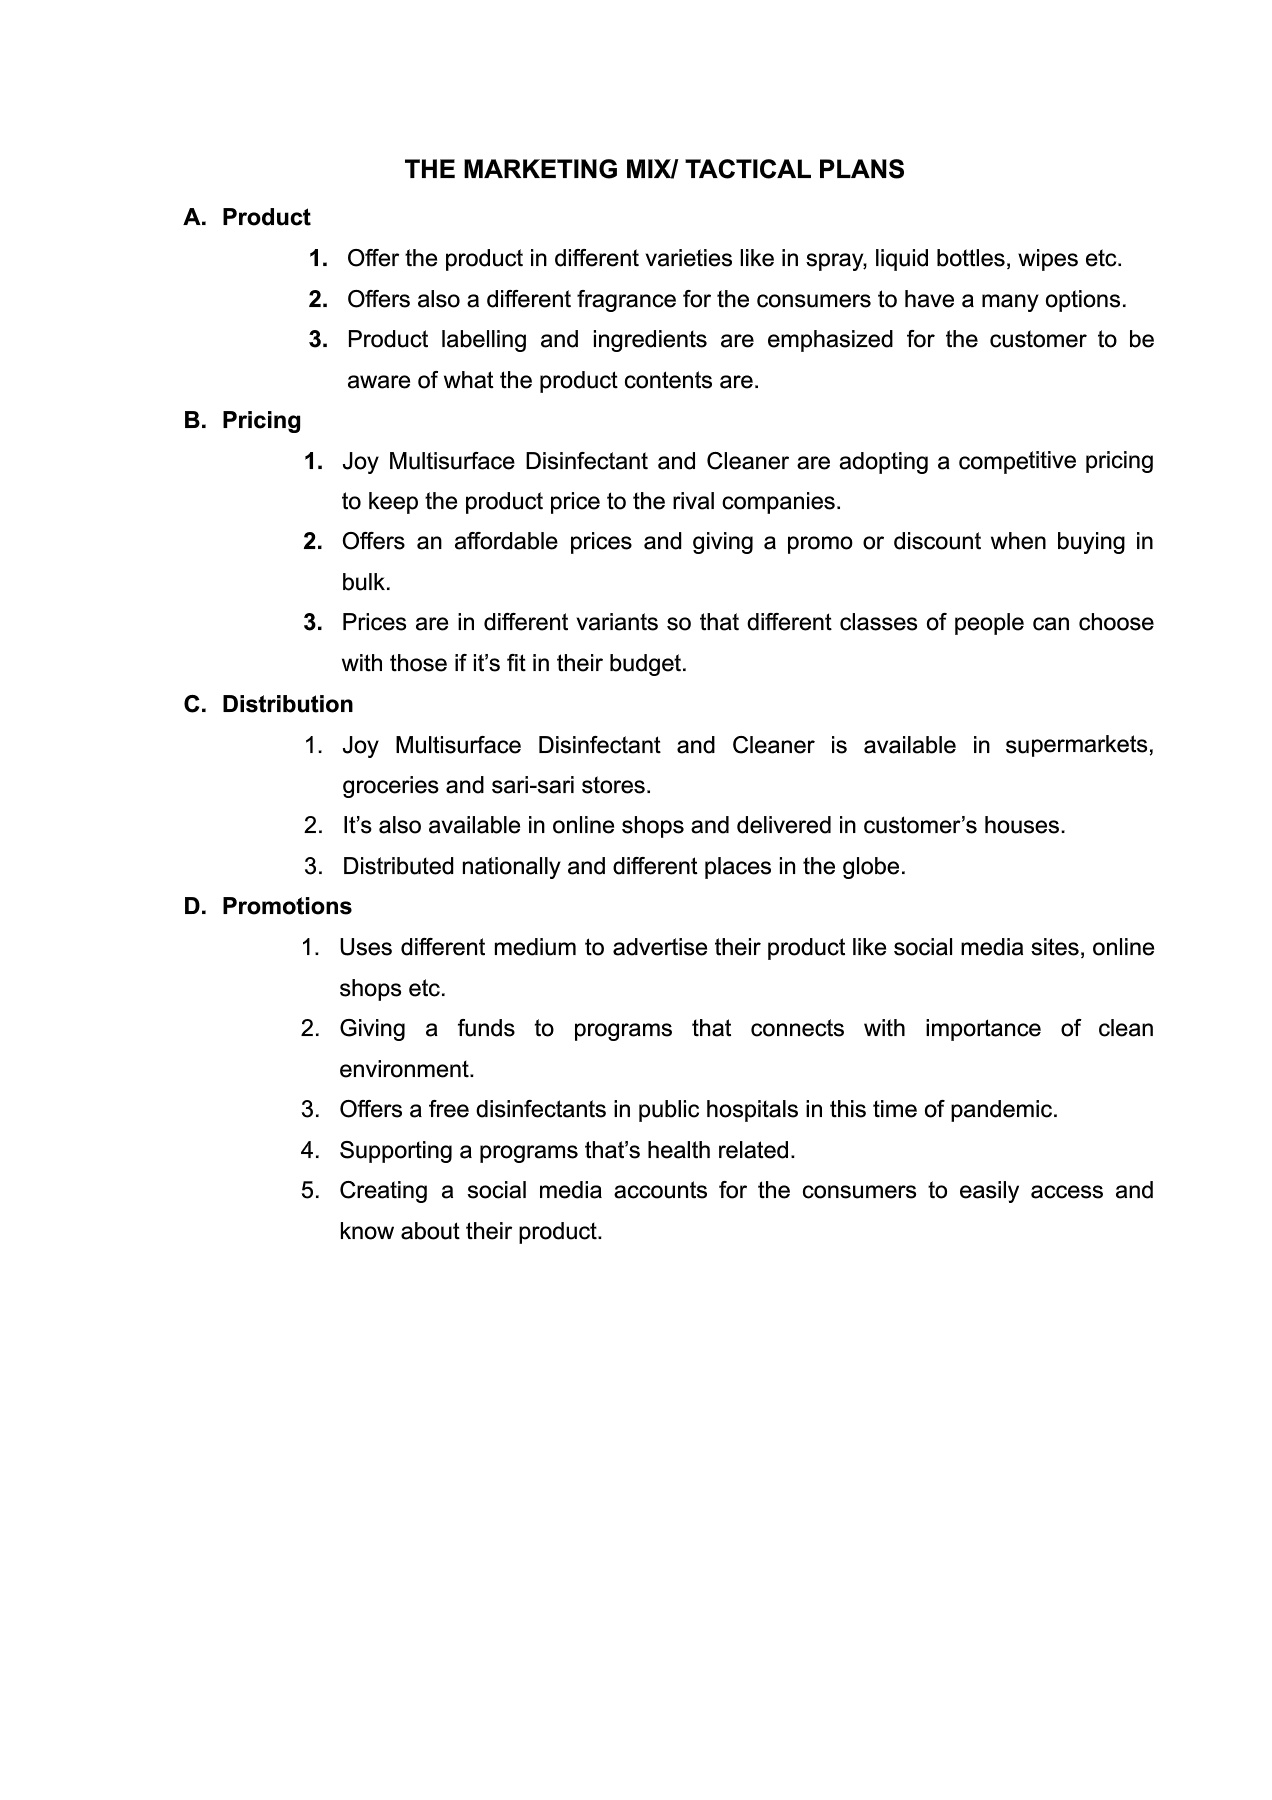 THE MARKETING MIX/ TACTICAL PLANS
A. Product
1. Offer the product in different varieties like in spray, liquid bottles, wipes etc.
2. Offers also a different fragrance for the consumers to have a many options.
3. Product labelling and ingredients are emphasized for the customer to be
aware of what the product contents are.
B. Pricing
1. Joy Multisurface Disinfectant and Cleaner are adopting a competitive pricing
to keep the product price to the rival companies.
2. Offers an affordable prices and giving a promo or discount when buying in
bulk.
3. Prices are in different variants so that different classes of people can choose
with those if it’s fit in their budget.
C. Distribution
1. Joy Multisurface Disinfectant and Cleaner is available in supermarkets,
groceries and sari-sari stores.
2. It’s also available in online shops and delivered in customer’s houses.
3. Distributed nationally and different places in the globe.
D. Promotions
1. Uses different medium to advertise their product like social media sites, online
shops etc.
2. Giving a funds to programs that connects with importance of clean
environment.
3. Offers a free disinfectants in public hospitals in this time of pandemic.
4. Supporting a programs that’s health related.
5. Creating a social media accounts for the consumers to easily access and
know about their product.